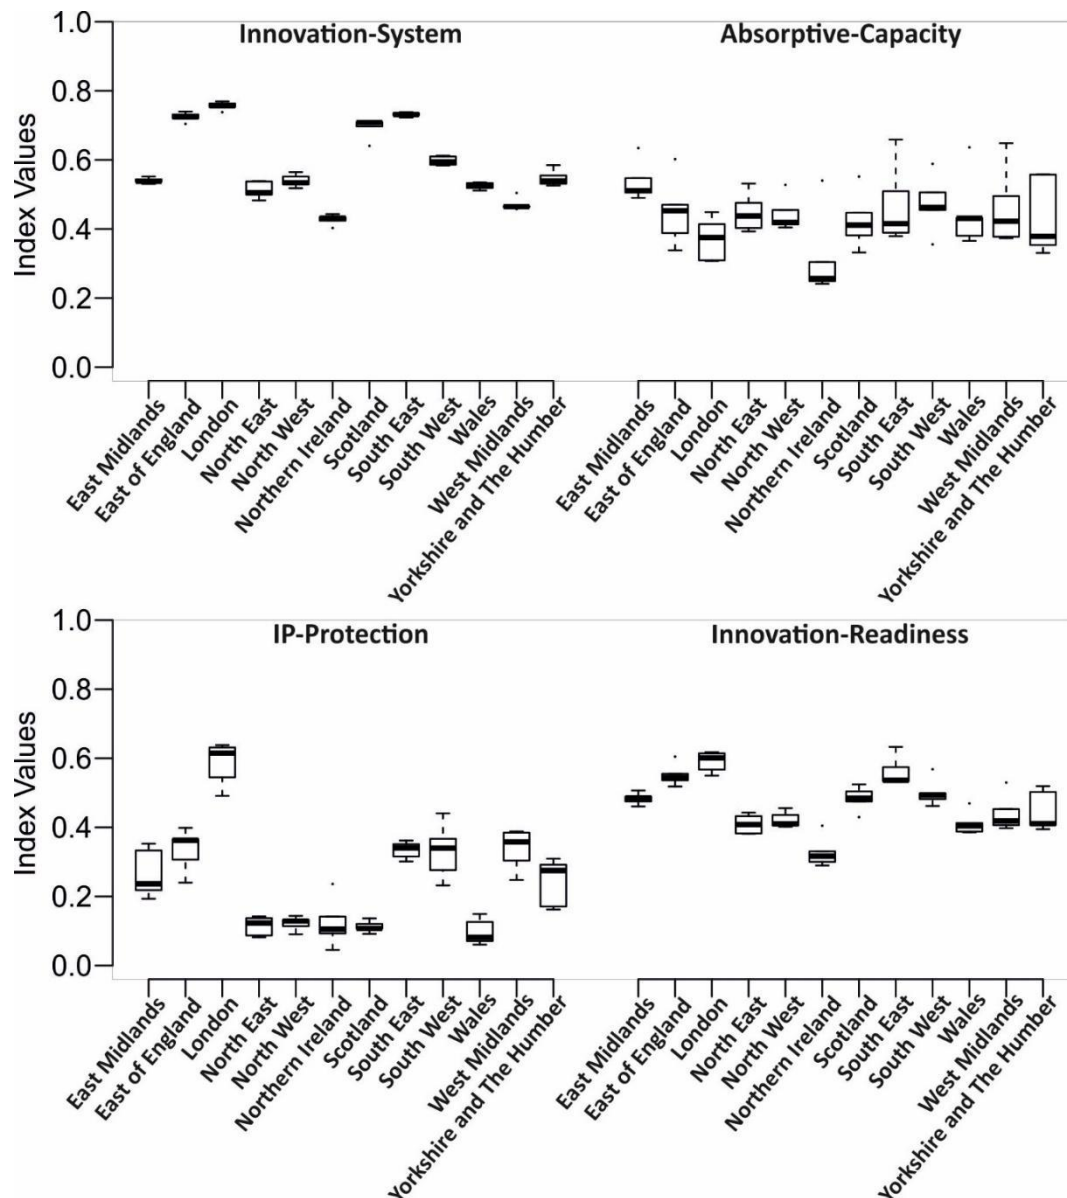 Innovation-System
Absorptive-Capacity
Index Values
1.0
0.8
0.6
0.4
0.2
0.0
East Midlands
East of England
London
North East
North West
Northern Ireland
Scotland
South East
South West
Wales
West Midlands
Yorkshire and The Humber
East Midlands
East of England
London
North East
North West
Northern Ireland
Scotland
South East
South West
Wales
West Midlands
Yorkshire and The Humber
IP-Protection
Innovation-Readiness
Index Values
1.0
0.8
0.6
0.4
0.2
0.0
East Midlands
East of England
London
North East
North West
Northern Ireland
Scotland
South East
South West
Wales
West Midlands
Yorkshire and The Humber
East Midlands
East of England
London
North East
North West
Northern Ireland
Scotland
South East
South West
Wales
West Midlands
Yorkshire and The Humber